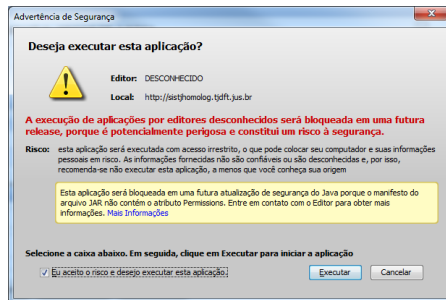 Advertência de Segurança
Deseja executar esta aplicação?
Editor: DESCONHECIDO
Local: http://sistjhomolog.tjdft.jus.br
A execução de aplicações por editores desconhecidos será bloqueada em uma futura
release, porque é potencialmente perigosa e constitui um risco à segurança.
Risco: esta aplicação será executada com acesso irrestrito, o que pode colocar seu computador e suas informações
pessoais em risco. As informações fornecidas não são confiáveis ou são desconhecidas e, por isso,
recomenda-se não executar esta aplicação, a menos que você conheça sua origem
Esta aplicação será bloqueada em uma futura atualização de segurança do Java porque o manifesto do
arquivo JAR não contém o atributo Permissions. Entre em contato com o Editor para obter mais
informações. Mais Informações
Selecione a caixa abaixo. Em seguida, clique em Executar para iniciar a aplicação
Eu aceito o risco e desejo executar esta aplicação.
Executar Cancelar